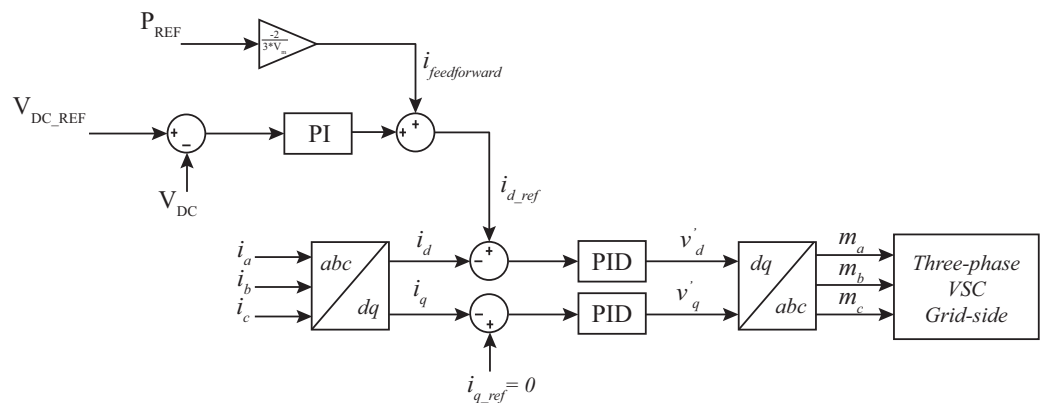 P_REF
-2
3*V_m
i_feedforward
V_DC_REF
+
−
PI
+
+
V_DC
i_d_ref
i_a
i_b
i_c
abc
dq
i_d
i_q
−
+
−
+
PID
PID
v'_d
v'_q
dq
abc
m_a
m_b
m_c
Three-phase
VSC
Grid-side
i_q_ref = 0